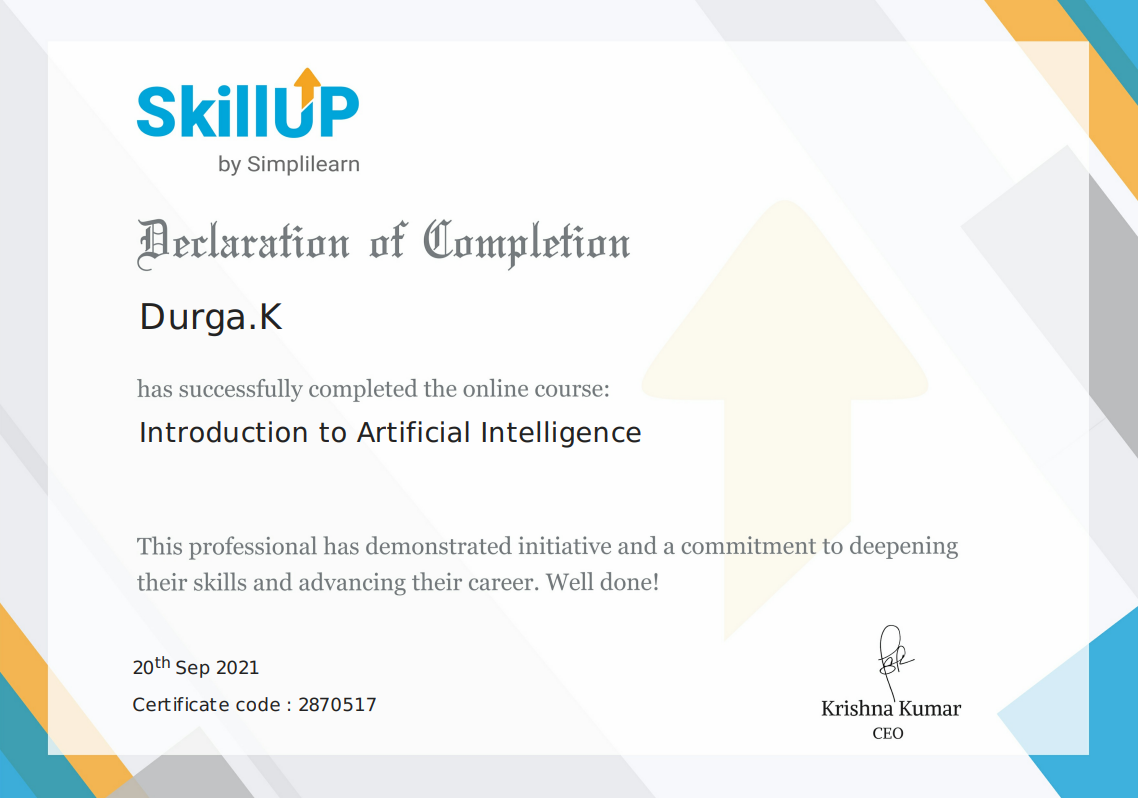 SkillUP
by Simplilearn
Declaration of Completion
Durga.K
has successfully completed the online course:
Introduction to Artificial Intelligence
This professional has demonstrated initiative and a commitment to deepening
their skills and advancing their career. Well done!
20th Sep 2021
Certificate code : 2870517
Krishna Kumar
CEO